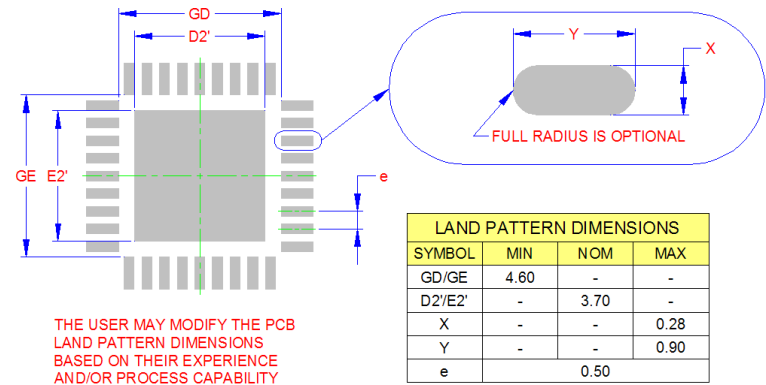 GD
D2'
GE
E2'
e
Y
X
FULL RADIUS IS OPTIONAL
THE USER MAY MODIFY THE PCB
LAND PATTERN DIMENSIONS
BASED ON THEIR EXPERIENCE
AND/OR PROCESS CAPABILITY
LAND PATTERN DIMENSIONS
SYMBOL MIN NOM MAX
GD/GE 4.60 - -
D2'/E2' - 3.70 -
X - - 0.28
Y - - 0.90
e 0.50